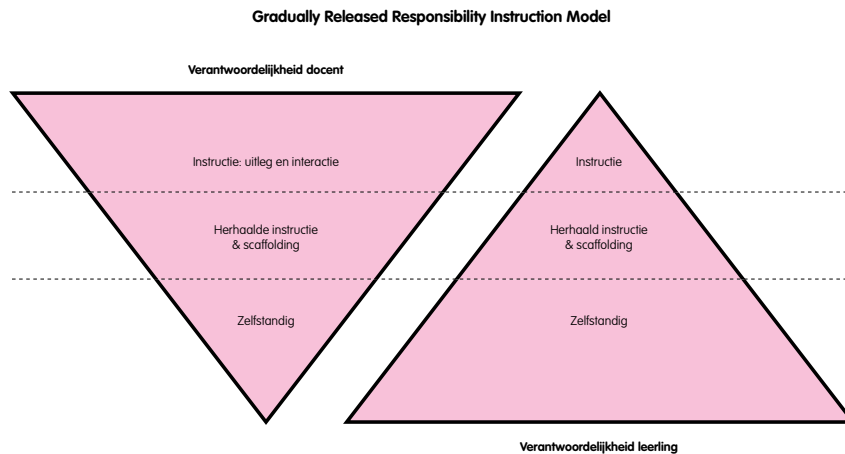 Gradually Released Responsibility Instruction Model
Verantwoordelijkheid docent
Instructie: uitleg en interactie
Herhaalde instructie
& scaffolding
Zelfstandig
Instructie
Herhaald instructie
& scaffolding
Zelfstandig
Verantwoordelijkheid leerling